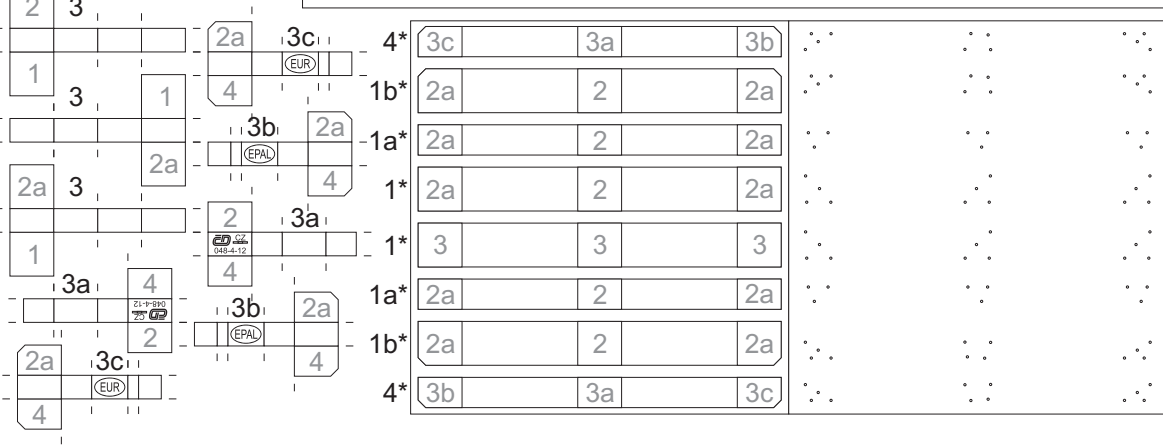 2 3
1
3 1
2a
2a 3
1
3a 4
048-4-12
CZ
2
2a 3c
EUR
4
2a 3c
EUR
4
3b 2a
EPAL
4
2 3a
CZ
048-4-12
4
3b 2a
EPAL
4
4* 3c 3a 3b
1b* 2a 2 2a
1a* 2a 2 2a
1* 2a 2 2a
1* 3 3 3
1a* 2a 2 2a
1b* 2a 2 2a
4* 3b 3a 3c